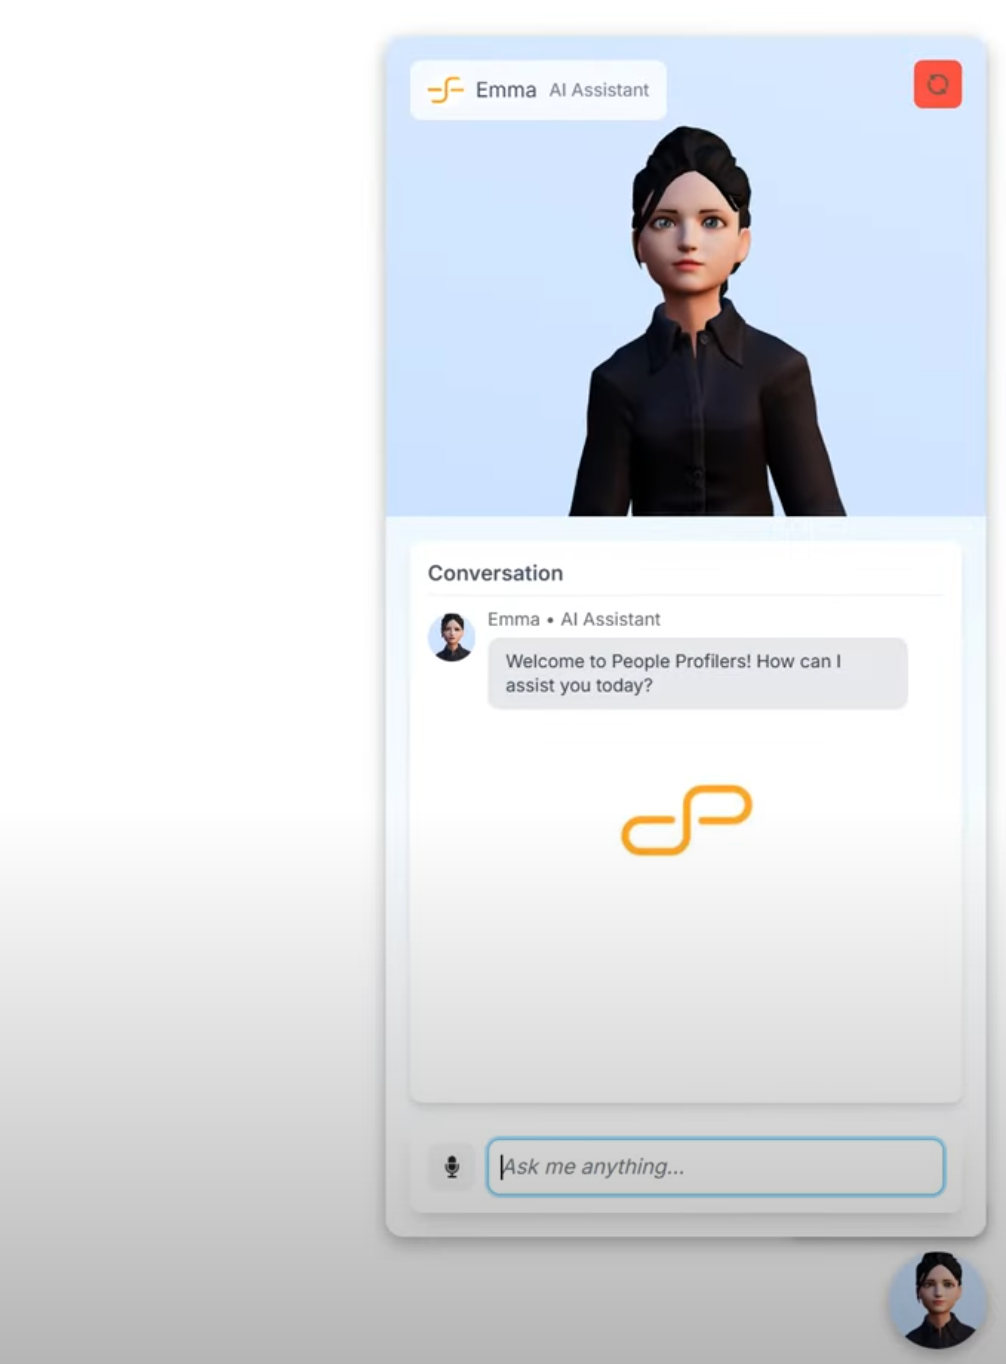 Emma AI Assistant
Conversation
Emma • AI Assistant
Welcome to People Profilers! How can I
assist you today?
Ask me anything...